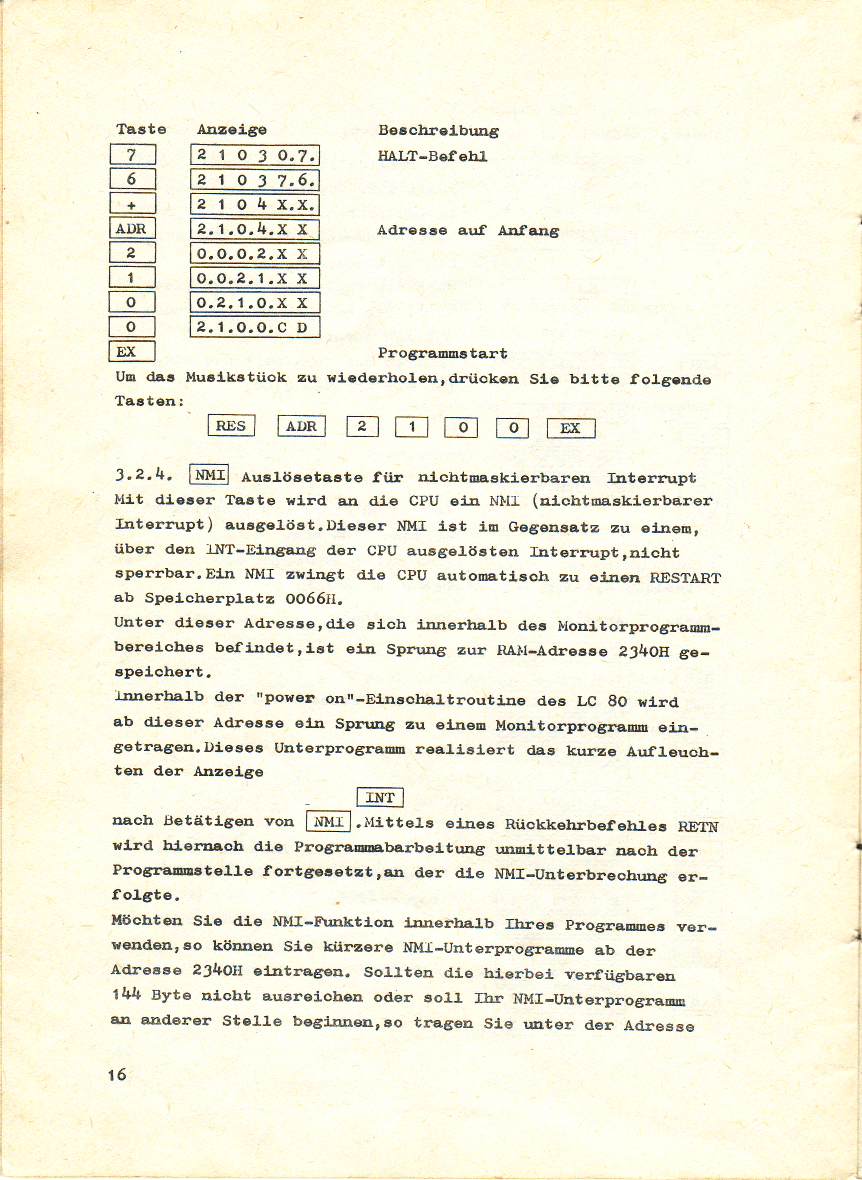 Taste Anzeige Beschreibung
7 2 1 0 3 0.7. HALT-Befehl
6 2 1 0 3 7.6.
+ 2 1 0 4 X.X.
ADR 2.1.0.4.X X Adresse auf Anfang
2 0.0.0.2.X X
1 0.0.2.1.X X
0 0.2.1.0.X X
0 2.1.0.0.C D
EX Programmstart
Um das Musikstück zu wiederholen,drücken Sie bitte folgende
Tasten:
RES ADR 2 1 0 0 EX
3.2.4. NMI Auslösetaste für nichtmaskierbaren Interrupt
Mit dieser Taste wird an die CPU ein NMI (nichtmaskierbarer
Interrupt) ausgelöst.Dieser NMI ist im Gegensatz zu einem,
über den INT-Eingang der CPU ausgelösten Interrupt,nicht
sperrbar.Ein NMI zwingt die CPU automatisch zu einen RESTART
ab Speicherplatz 0066H.
Unter dieser Adresse,die sich innerhalb des Monitorprogramm-
bereiches befindet,ist ein Sprung zur RAM-Adresse 2340H ge-
speichert.
Innerhalb der "power on"-Einschaltroutine des LC 80 wird
ab dieser Adresse ein Sprung zu einem Monitorprogramm ein-
getragen.Dieses Unterprogramm realisiert das kurze Aufleuch-
ten der Anzeige
INT
nach Betätigen von NMI .Mittels eines Rückkehrbefehles RETN
wird hiernach die Programmabarbeitung unmittelbar nach der
Programmstelle fortgesetzt,an der die NMI-Unterbrechung er-
folgte.
Möchten Sie die NMI-Funktion innerhalb Ihres Programmes ver-
wenden,so können Sie kürzere NMI-Unterprogramme ab der
Adresse 2340H eintragen. Sollten die hierbei verfügbaren
144 Byte nicht ausreichen oder soll Ihr NMI-Unterprogramm
an anderer Stelle beginnen,so tragen Sie unter der Adresse
16